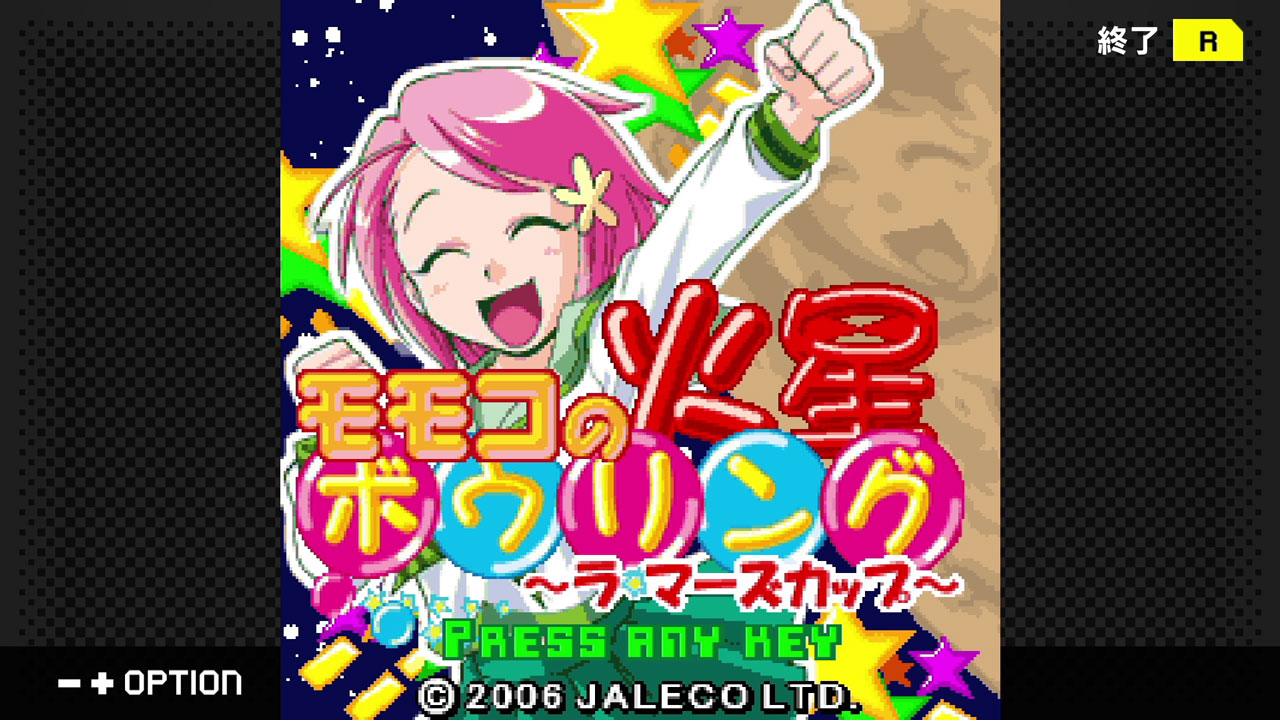 終了 R
モモコの火星
ボウリング
～ラ・マーズカップ～
PRESS ANY KEY
© 2006 JALECO LTD.
− + OPTION